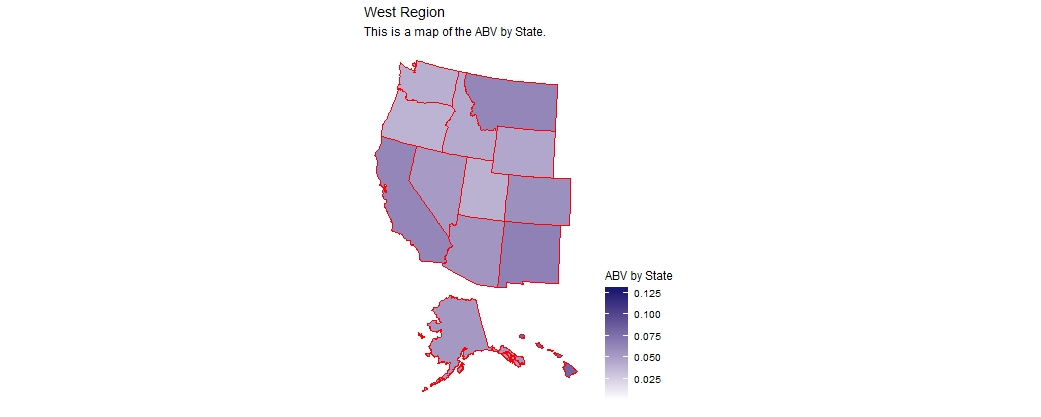 West Region
This is a map of the ABV by State.
ABV by State
0.125
0.100
0.075
0.050
0.025